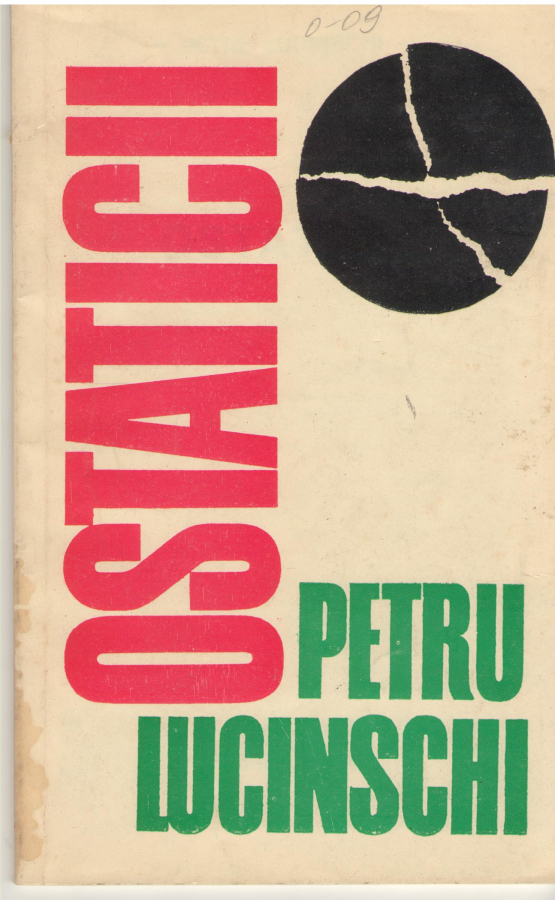 0-09
OSTATICII
PETRU
LUCINSCHI